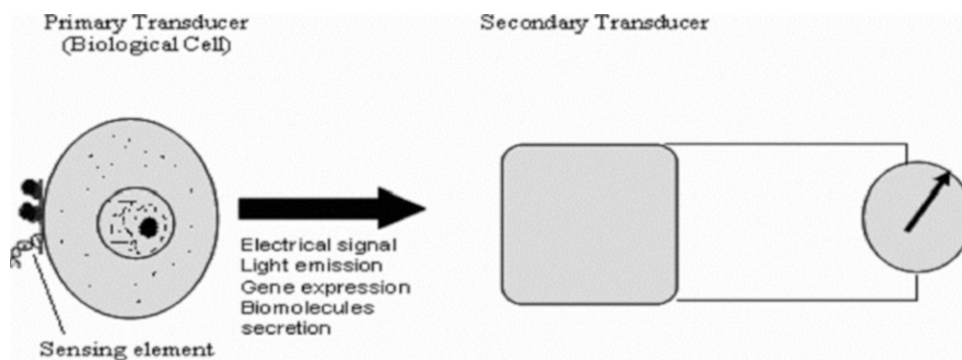 Primary Transducer
(Biological Cell)
Secondary Transducer
Electrical signal
Light emission
Gene expression
Biomolecules
secretion
Sensing element